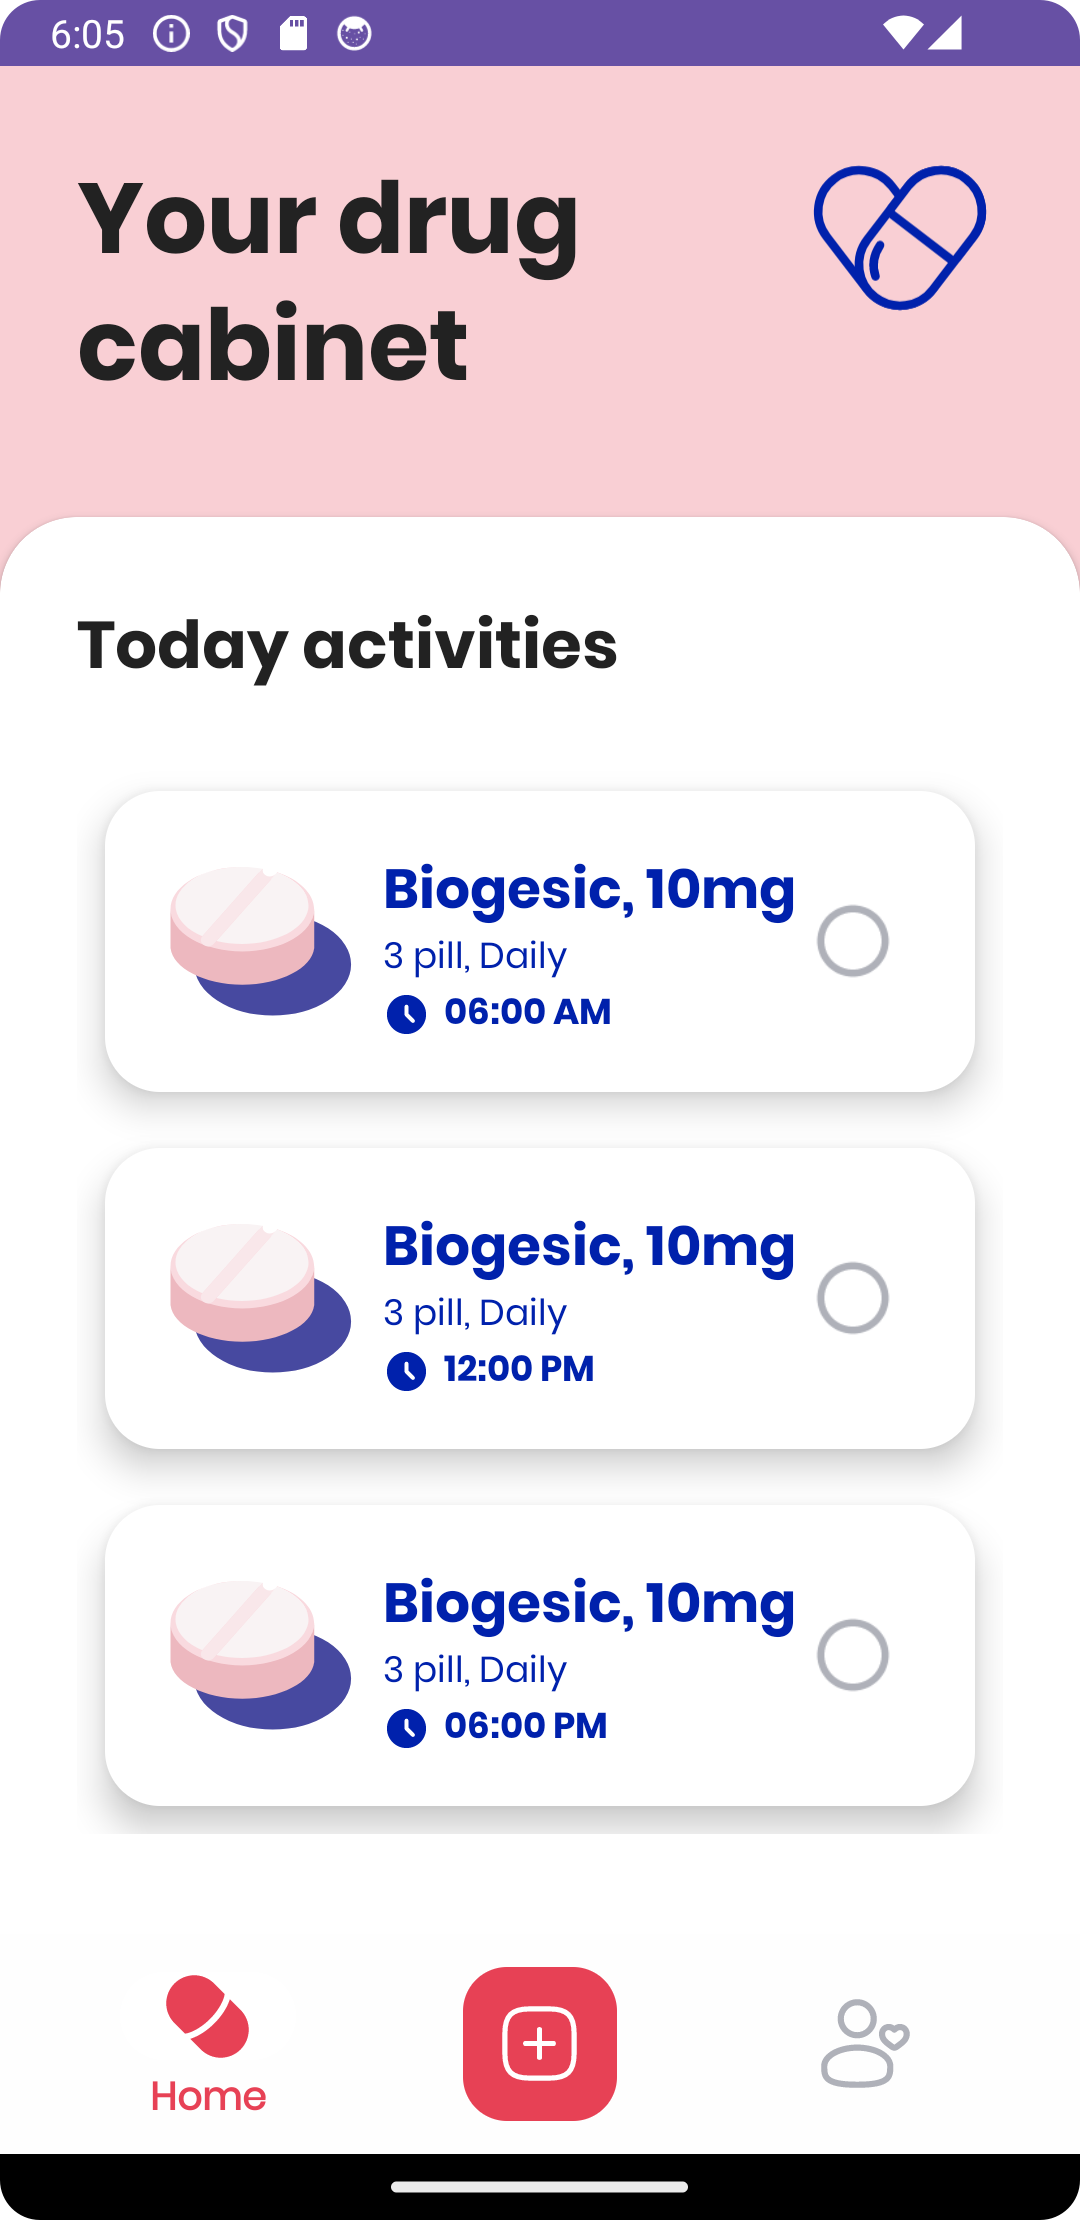 6:05
Your drug
cabinet
Today activities
Biogesic, 10mg
3 pill, Daily
06:00 AM
Biogesic, 10mg
3 pill, Daily
12:00 PM
Biogesic, 10mg
3 pill, Daily
06:00 PM
Home